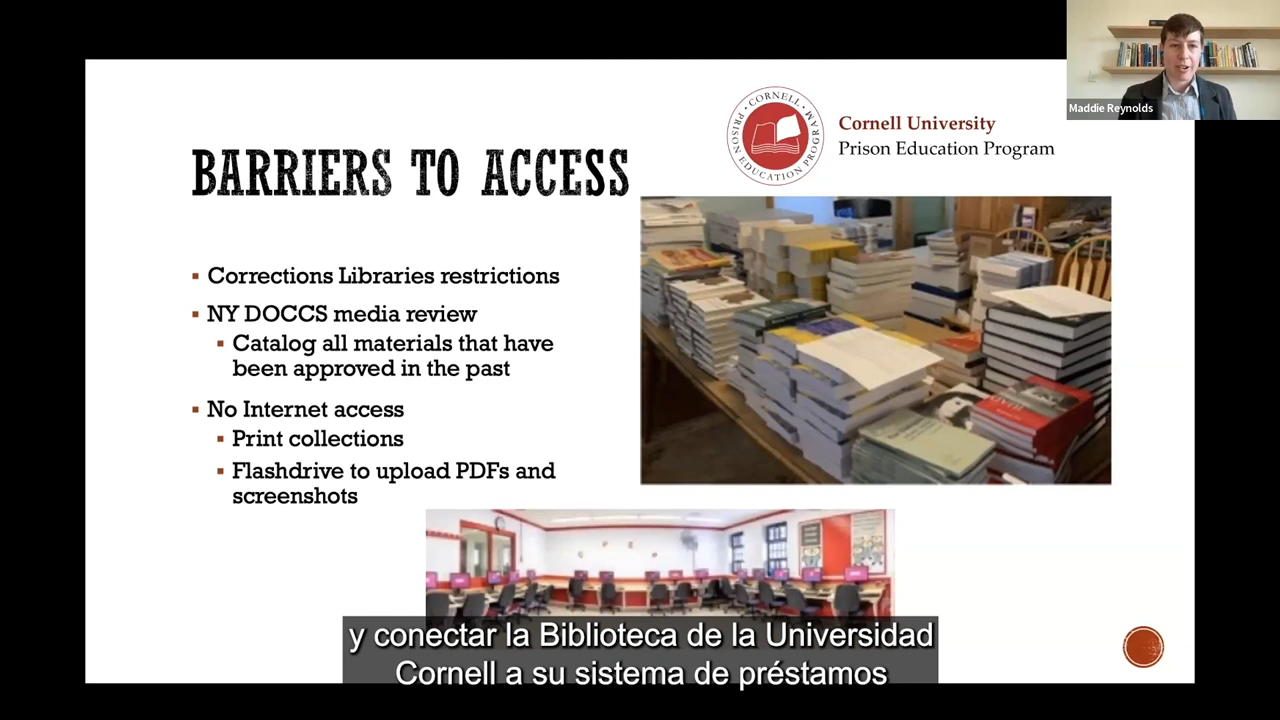 Maddie Reynolds
CORNELL
PRISON EDUCATION PROGRAM
Cornell University
Prison Education Program
BARRIERS TO ACCESS
Corrections Libraries restrictions
NY DOCCS media review
Catalog all materials that have
been approved in the past
No Internet access
Print collections
Flashdrive to upload PDFs and
screenshots
y conectar la Biblioteca de la Universidad
Cornell a su sistema de préstamos